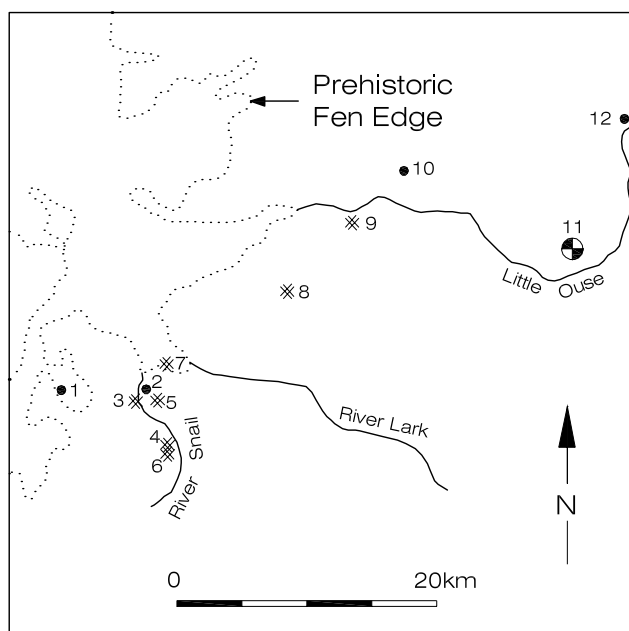 Prehistoric
Fen Edge
12
10
9
11
Little Ouse
8
7
1
2
3
5
River Lark
4
6
River Snail
N
0
20km